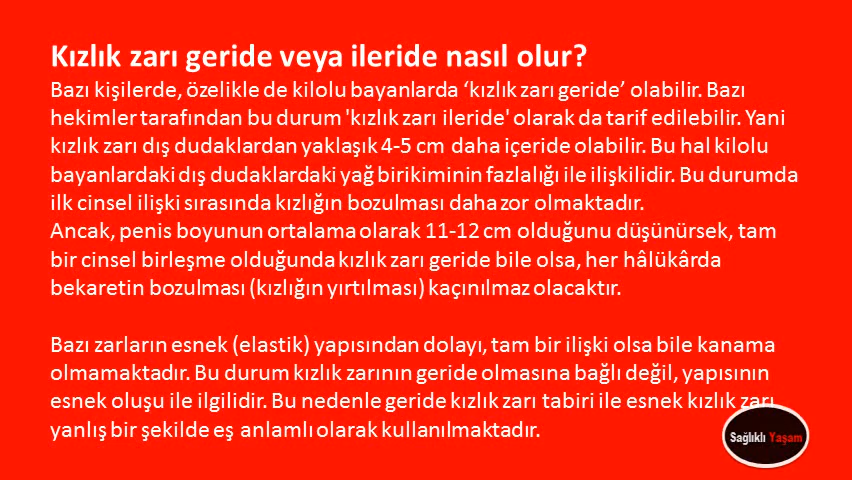 Kızlık zarı geride veya ileride nasıl olur?
Bazı kişilerde, özelikle de kilolu bayanlarda ‘kızlık zarı geride’ olabilir. Bazı
hekimler tarafından bu durum 'kızlık zarı ileride' olarak da tarif edilebilir. Yani
kızlık zarı dış dudaklardan yaklaşık 4-5 cm daha içeride olabilir. Bu hal kilolu
bayanlardaki dış dudaklardaki yağ birikiminin fazlalığı ile ilişkilidir. Bu durumda
ilk cinsel ilişki sırasında kızlığın bozulması daha zor olmaktadır.
Ancak, penis boyunun ortalama olarak 11-12 cm olduğunu düşünürsek, tam
bir cinsel birleşme olduğunda kızlık zarı geride bile olsa, her hâlükârda
bekaretin bozulması (kızlığın yırtılması) kaçınılmaz olacaktır.
Bazı zarların esnek (elastik) yapısından dolayı, tam bir ilişki olsa bile kanama
olmamaktadır. Bu durum kızlık zarının geride olmasına bağlı değil, yapısının
esnek oluşu ile ilgilidir. Bu nedenle geride kızlık zarı tabiri ile esnek kızlık zarı
yanlış bir şekilde eş anlamlı olarak kullanılmaktadır.
Sağlıklı Yaşam